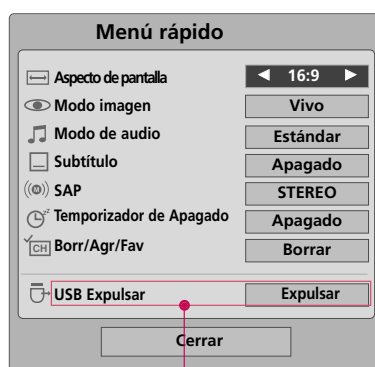 Menú rápido
Aspecto de pantalla ◀ 16:9 ▶
Modo imagen Vivo
Modo de audio Estándar
Subtítulo Apagado
SAP STEREO
Temporizador de Apagado Apagado
CH Borr/Agr/Fav Borrar
USB Expulsar Expulsar
Cerrar